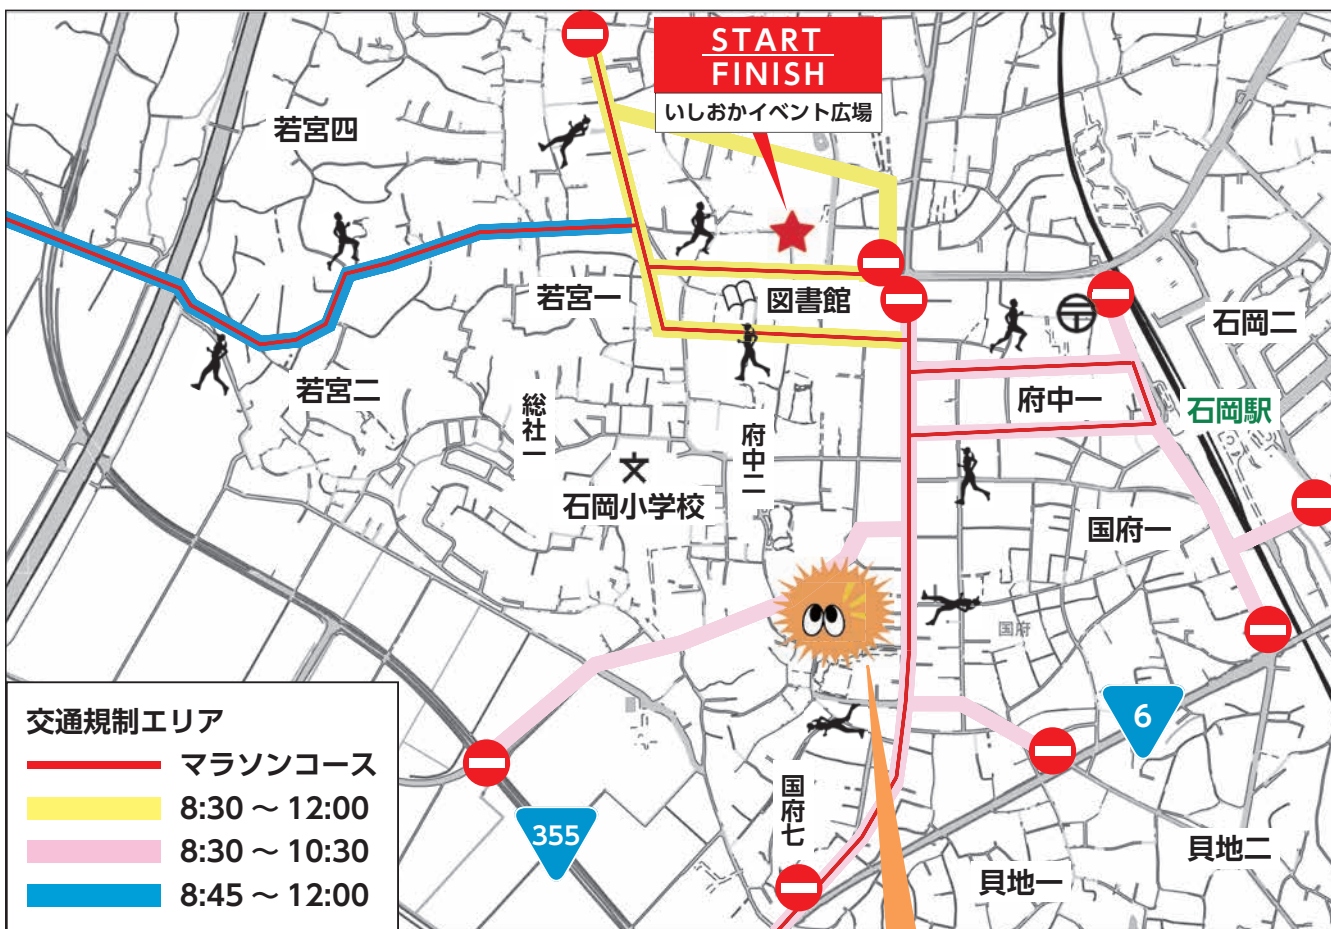 START
FINISH
いしおかイベント広場
若宮四
若宮一
図書館
石岡二
若宮二
総社一
府中二
府中一
石岡駅
石岡小学校
国府一
国府
6
国府七
355
貝地一
貝地二
交通規制エリア
マラソンコース
8:30 ～ 12:00
8:30 ～ 10:30
8:45 ～ 12:00